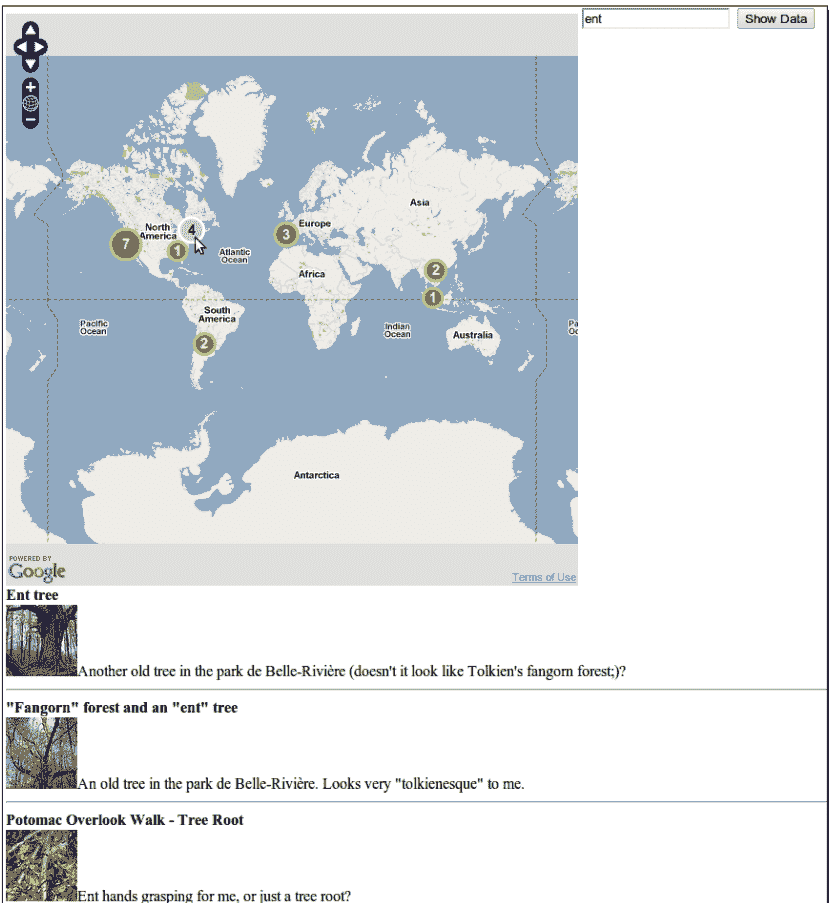 ent
Show Data
Asia
North
America
4
3
Europe
7
1
Atlantic
Ocean
2
Africa
1
South
America
Pacific
Ocean
Indian
Ocean
Australia
Pa
Oc
2
Antarctica
POWERED BY
Google
Terms of Use
Ent tree
Another old tree in the park de Belle-Rivière (doesn't it look like Tolkien's fangorn forest;)?
"Fangorn" forest and an "ent" tree
An old tree in the park de Belle-Rivière. Looks very "tolkienesque" to me.
Potomac Overlook Walk - Tree Root
Ent hands grasping for me, or just a tree root?